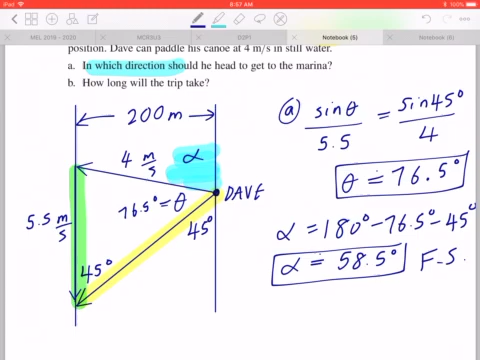 iPad
8:57 AM
MEL 2019 - 2020
MCR3U3
D2P1
Notebook (5)
Notebook (6)
position. Dave can paddle his canoe at 4 m/s in still water.
a. In which direction should he head to get to the marina?
b. How long will the trip take?
200m
4 m/s
α
DAVE
76.5° = θ
45°
5.5 m/s
45°
ⓐ sinθ/5.5 = sin45°/4
θ = 76.5°
α = 180° - 76.5° - 45°
α = 58.5° F.S.